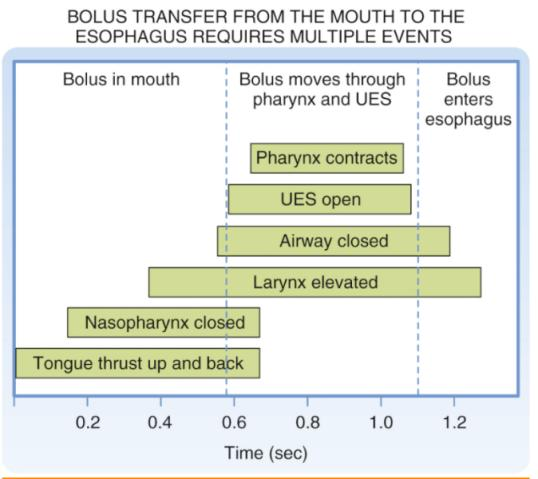 BOLUS TRANSFER FROM THE MOUTH TO THE
ESOPHAGUS REQUIRES MULTIPLE EVENTS
Bolus in mouth
Bolus moves through
pharynx and UES
Bolus
enters
esophagus
Pharynx contracts
UES open
Airway closed
Larynx elevated
Nasopharynx closed
Tongue thrust up and back
0.2 0.4 0.6 0.8 1.0 1.2
Time (sec)